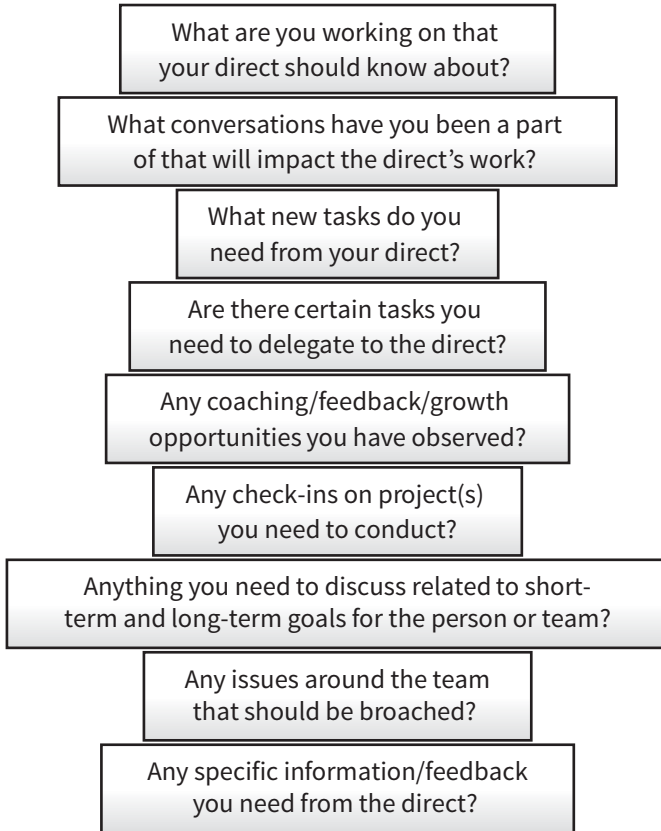 What are you working on that
your direct should know about?
What conversations have you been a part
of that will impact the direct’s work?
What new tasks do you
need from your direct?
Are there certain tasks you
need to delegate to the direct?
Any coaching/feedback/growth
opportunities you have observed?
Any check-ins on project(s)
you need to conduct?
Anything you need to discuss related to short-
term and long-term goals for the person or team?
Any issues around the team
that should be broached?
Any specific information/feedback
you need from the direct?